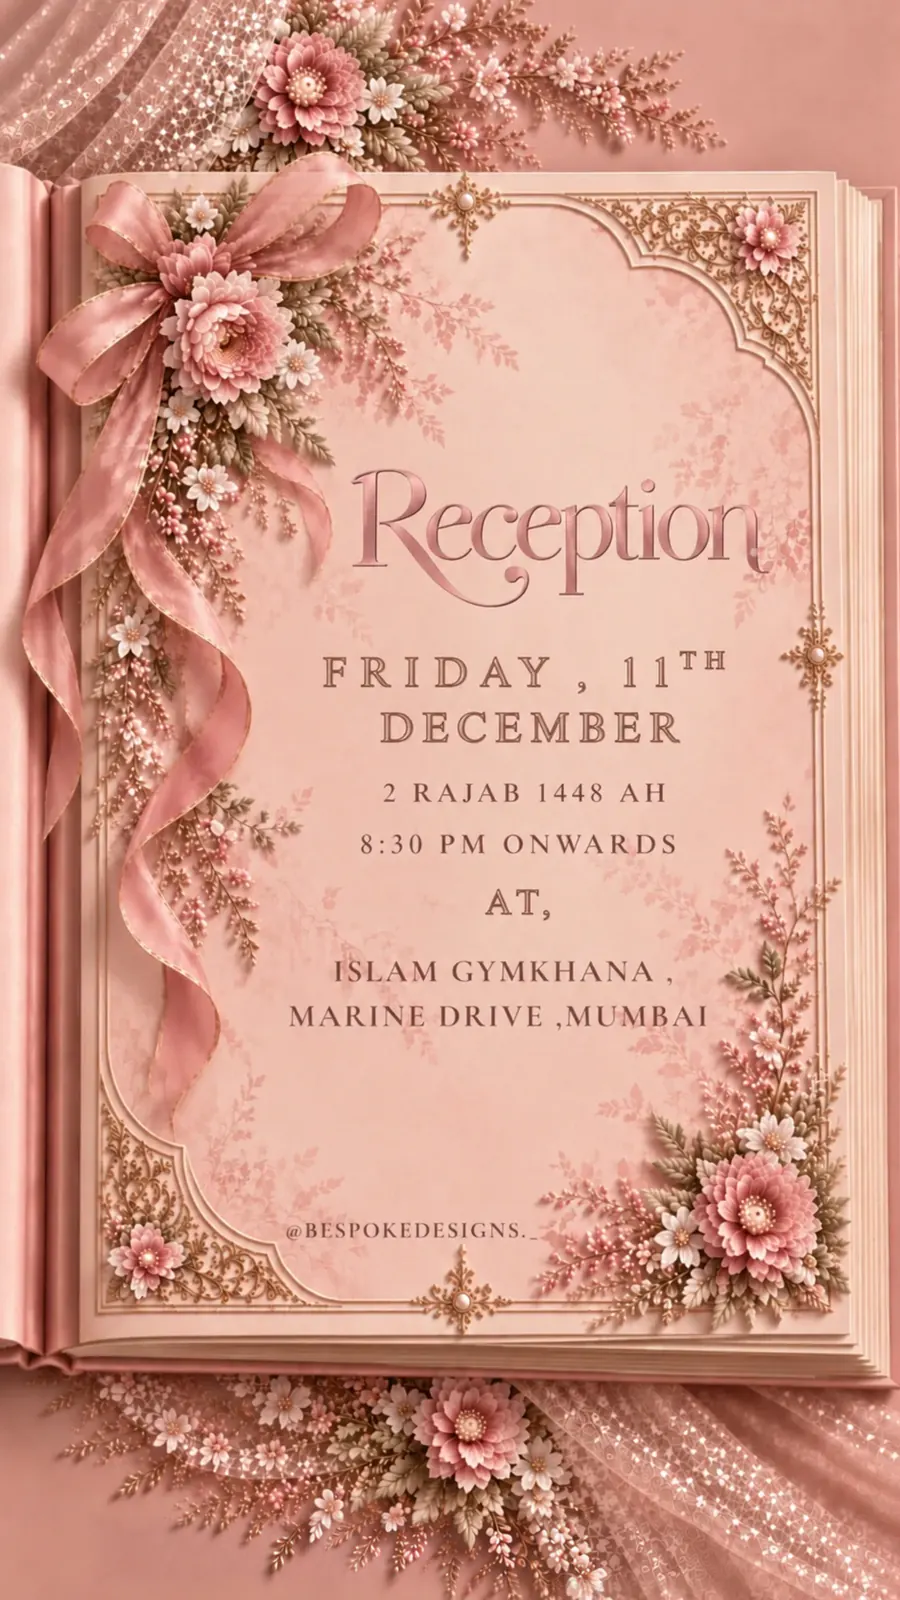 Reception
FRIDAY , 11TH
DECEMBER
2 RAJAB 1448 AH
8:30 PM ONWARDS
AT,
ISLAM GYMKHANA ,
MARINE DRIVE ,MUMBAI
@BESPOKEDESIGNS._